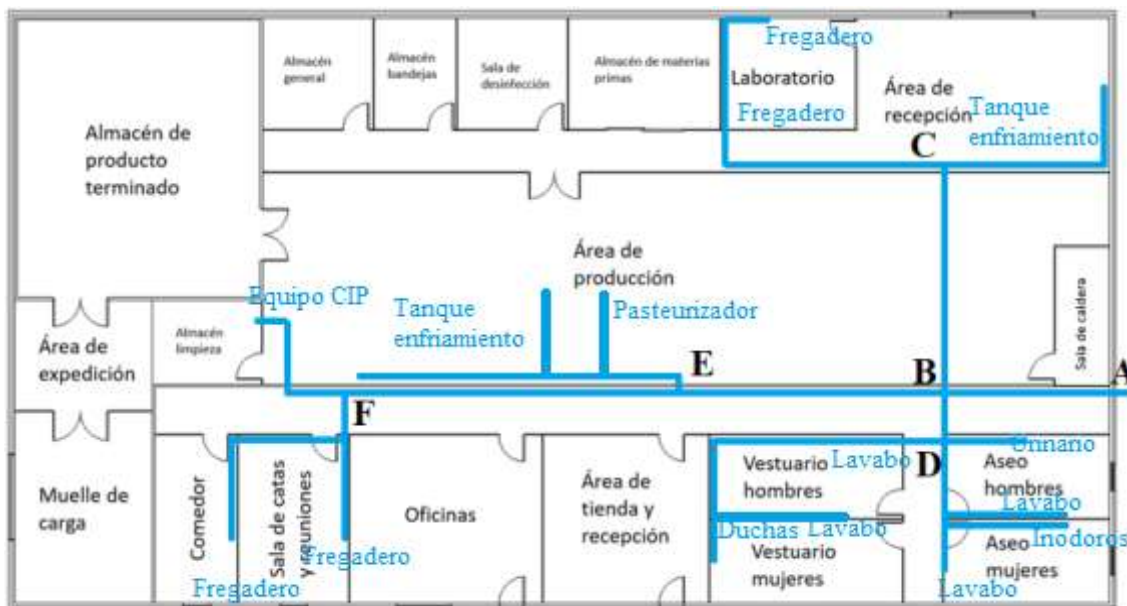 Almacén
general
Almacén
bandejas
Sala de
desinfección
Almacén de materias
primas
Fregadero
Laboratorio
Fregadero
Área de
recepción
Tanque
enfriamiento
C
Almacén de
producto
terminado
Área de
producción
Equipo CIP
Tanque
enfriamiento
Pasteurizador
Sala de caldera
Área de
expedición
Almacén
limpieza
E
B
A
F
D
Muelle de
carga
Comedor
Sala de catas
y reuniones
Fregadero
Fregadero
Oficinas
Área de
tienda y
recepción
Vestuario
hombres
Lavabo
Urinario
Aseo
hombres
Lavabo
Duchas
Lavabo
Inodoros
Vestuario
mujeres
Aseo
mujeres
Lavabo